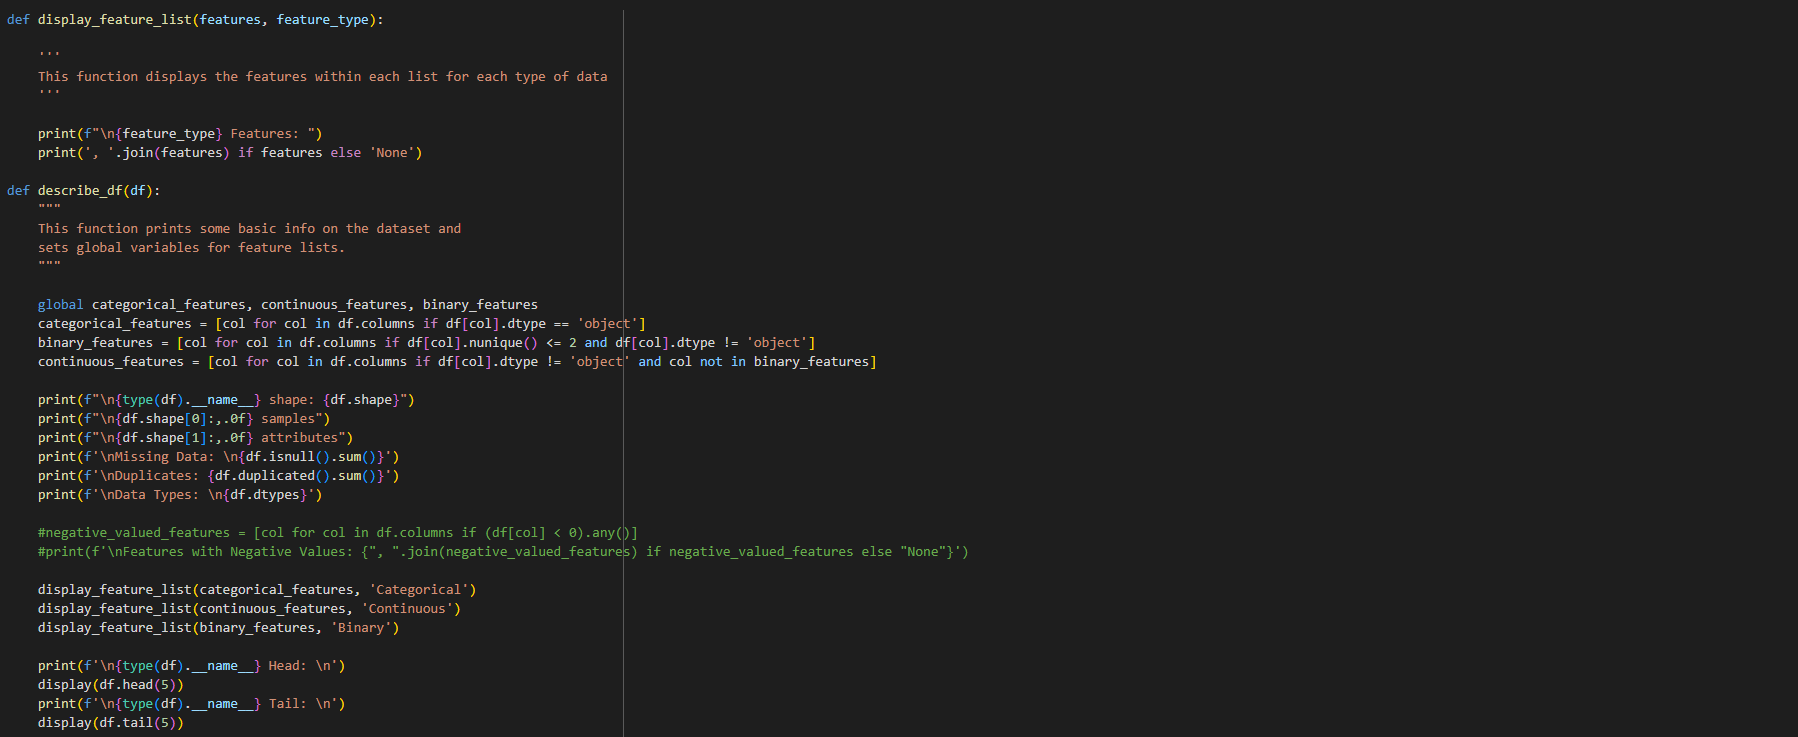 def display_feature_list(features, feature_type):
    '''
    This function displays the features within each list for each type of data
    '''
    print(f"\n{feature_type} Features: ")
    print(', '.join(features) if features else 'None')
def describe_df(df):
    """
    This function prints some basic info on the dataset and
    sets global variables for feature lists.
    """
    global categorical_features, continuous_features, binary_features
    categorical_features = [col for col in df.columns if df[col].dtype == 'object']
    binary_features = [col for col in df.columns if df[col].nunique() <= 2 and df[col].dtype != 'object']
    continuous_features = [col for col in df.columns if df[col].dtype != 'object' and col not in binary_features]
    print(f"\n{type(df).__name__} shape: {df.shape}")
    print(f"\n{df.shape[0]:,.0f} samples")
    print(f"\n{df.shape[1]:,.0f} attributes")
    print(f'\nMissing Data: \n{df.isnull().sum()}')
    print(f'\nDuplicates: {df.duplicated().sum()}')
    print(f'\nData Types: \n{df.dtypes}')
    #negative_valued_features = [col for col in df.columns if (df[col] < 0).any()]
    #print(f'\nFeatures with Negative Values: {", ".join(negative_valued_features) if negative_valued_features else "None"}')
    display_feature_list(categorical_features, 'Categorical')
    display_feature_list(continuous_features, 'Continuous')
    display_feature_list(binary_features, 'Binary')
    print(f'\n{type(df).__name__} Head: \n')
    display(df.head(5))
    print(f'\n{type(df).__name__} Tail: \n')
    display(df.tail(5))